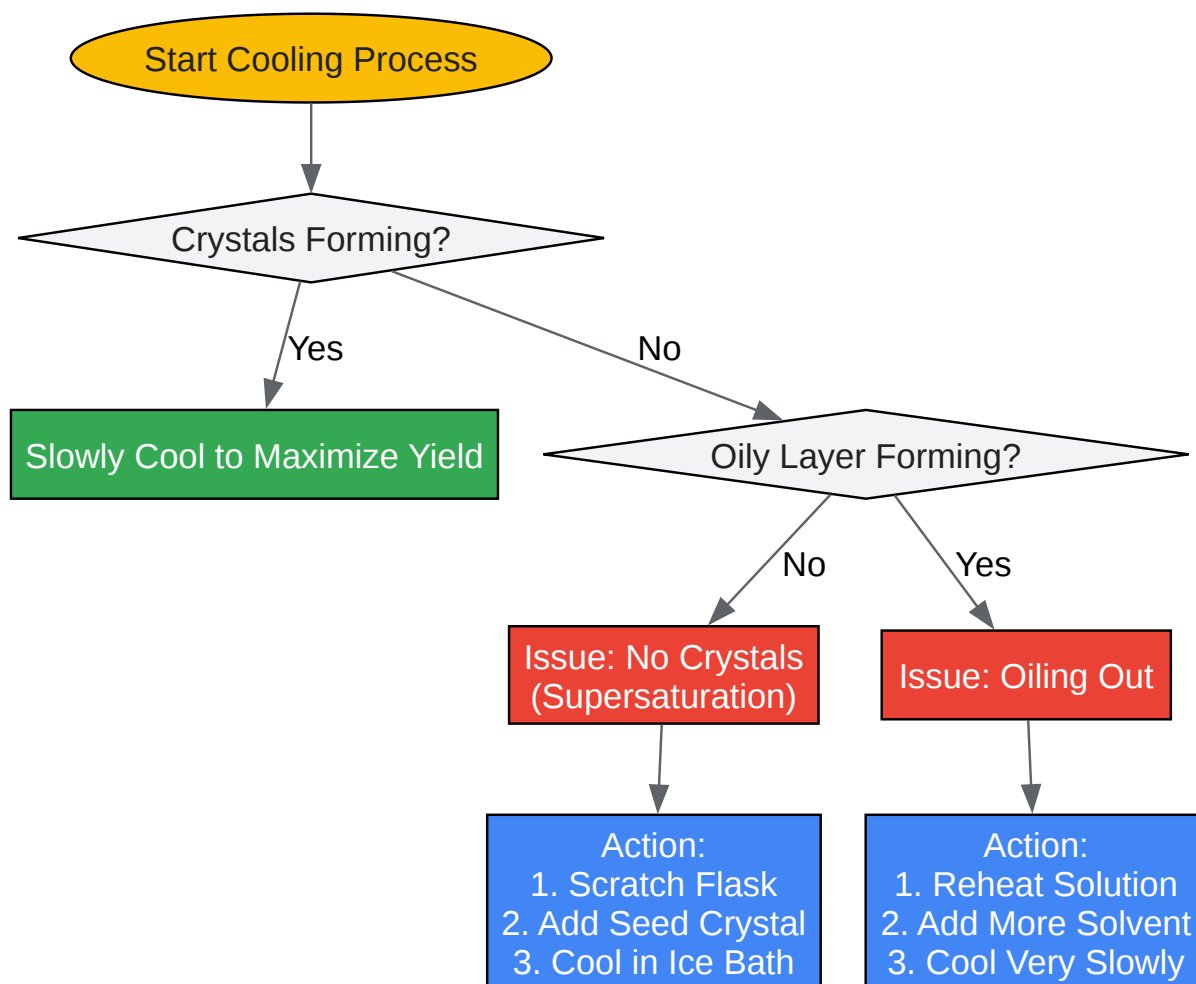 Start Cooling Process
Crystals Forming?
Yes
No
Slowly Cool to Maximize Yield
Oily Layer Forming?
No
Yes
Issue: No Crystals
(Supersaturation)
Issue: Oiling Out
Action:
1. Scratch Flask
2. Add Seed Crystal
3. Cool in Ice Bath
Action:
1. Reheat Solution
2. Add More Solvent
3. Cool Very Slowly